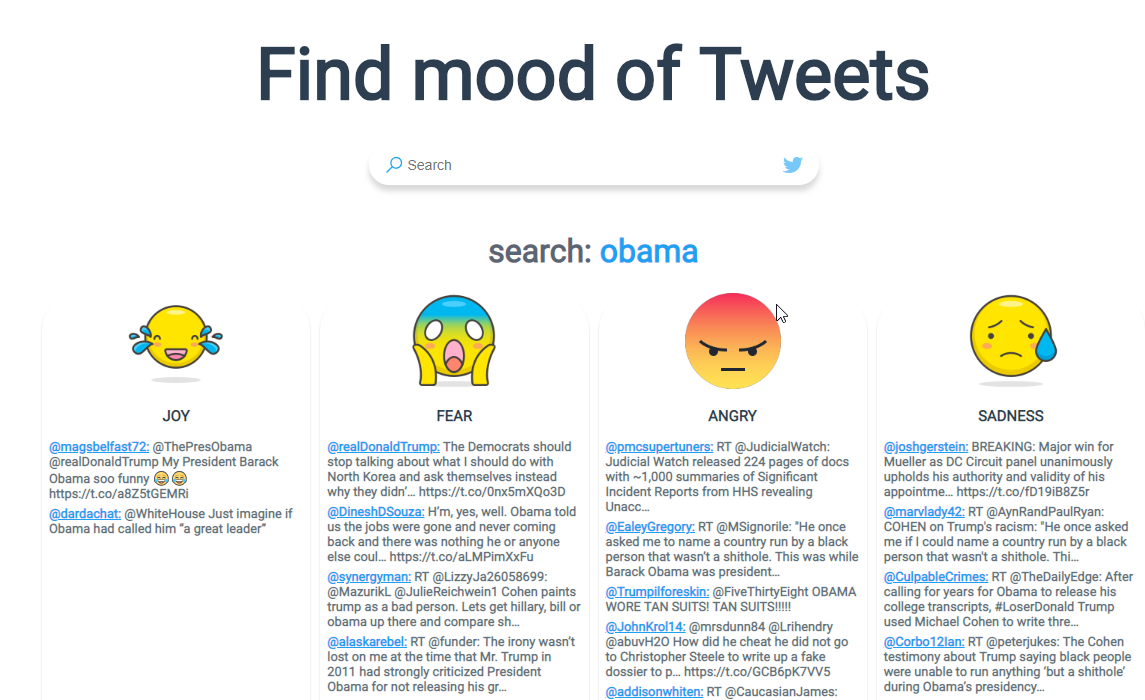 Find mood of Tweets
Search
search: obama
JOY
@magsbelfast72: @ThePresObama
@realDonaldTrump My President Barack
Obama soo funny 😂😂
https://t.co/a8Z5tGEMRi
@dardachat: @WhiteHouse Just imagine if
Obama had called him “a great leader”
FEAR
@realDonaldTrump: The Democrats should
stop talking about what I should do with
North Korea and ask themselves instead
why they didn’… https://t.co/0nx5mXQo3D
@DineshDSouza: H’m, yes, well. Obama told
us the jobs were gone and never coming
back and there was nothing he or anyone
else coul… https://t.co/aLMPimXxFu
@synergyman: RT @LizzyJa26058699:
@MazurikL @JulieReichwein1 Cohen paints
trump as a bad person. Lets get hillary, bill or
obama up there and compare sh…
@alaskarebel: RT @funder: The irony wasn’t
lost on me at the time that Mr. Trump in
2011 had strongly criticized President
Obama for not releasing his gr…
ANGRY
@pmcsupertuners: RT @JudicialWatch:
Judicial Watch released 224 pages of docs
with ~1,000 summaries of Significant
Incident Reports from HHS revealing
Unacc…
@EaleyGregory: RT @MSignorile: "He once
asked me to name a country run by a black
person that wasn’t a shithole. This was while
Barack Obama was president…
@Trumpilforeskin: @FiveThirtyEight OBAMA
WORE TAN SUITS! TAN SUITS!!!!!
@JohnKrol14: @mrsdunn84 @Lrihendry
@abuvH2O How did he cheat he did not go
to Christopher Steele to write up a fake
dossier to p… https://t.co/GCB6pK7VV5
@addisonwhiten: RT @CaucasianJames:
SADNESS
@joshgerstein: BREAKING: Major win for
Mueller as DC Circuit panel unanimously
upholds his authority and validity of his
appointme… https://t.co/fD19iB8Z5r
@marvlady42: RT @AynRandPaulRyan:
COHEN on Trump's racism: "He once asked
me if I could name a country run by a black
person that wasn't a shithole. Thi…
@CulpableCrimes: RT @TheDailyEdge: After
calling for years for Obama to release his
college transcripts, #LoserDonald Trump
used Michael Cohen to write thre…
@Corbo12Ian: RT @peterjukes: The Cohen
testimony about Trump saying black people
were unable to run anything ‘but a shithole’
during Obama’s presidency…